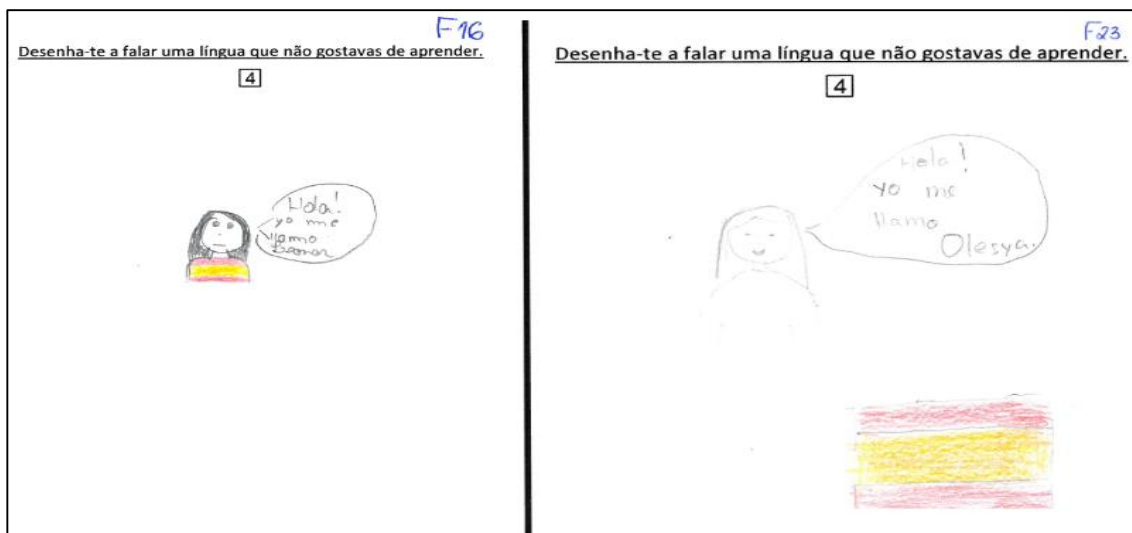 F16
Desenha-te a falar uma língua que não gostavas de aprender.
4
Hola!
yo me
llamo
Leonor
F23
Desenha-te a falar uma língua que não gostavas de aprender.
4
Hola!
yo me
llamo
Olesya.